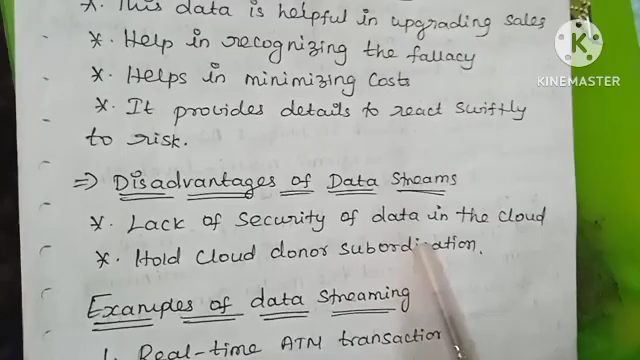 *. This data is helpful in upgrading sales
*. Help in recognizing the fallacy
*. Helps in minimizing Costs
*. It provides details to react swiftly
to risk.
=> Disadvantages of Data Streams
*. Lack of Security of data in the cloud
*. Hold Cloud donor subordination.
Examples of data Streaming
1. Real-time ATM transaction
KINEMASTER